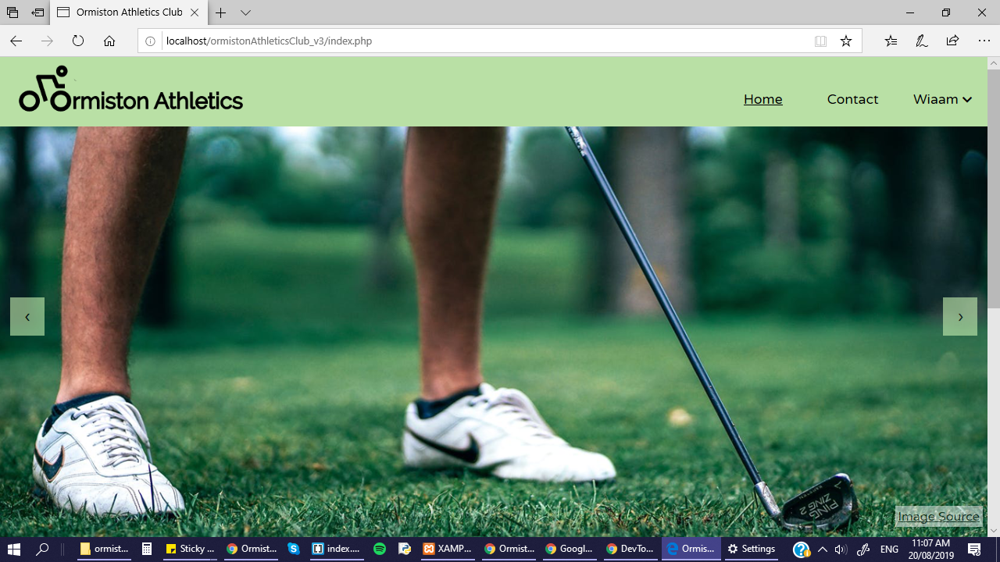 Ormiston Athletics Club
localhost/ormistonAthleticsClub_v3/index.php
Ormiston Athletics
Home Contact Wiaam
‹ ›
PING
ZING 2
Image Source
ormist... Sticky ... Ormist... index.... XAMP... Ormist... Googl... DevTo... Ormis... Settings ENG 11:07 AM
20/08/2019